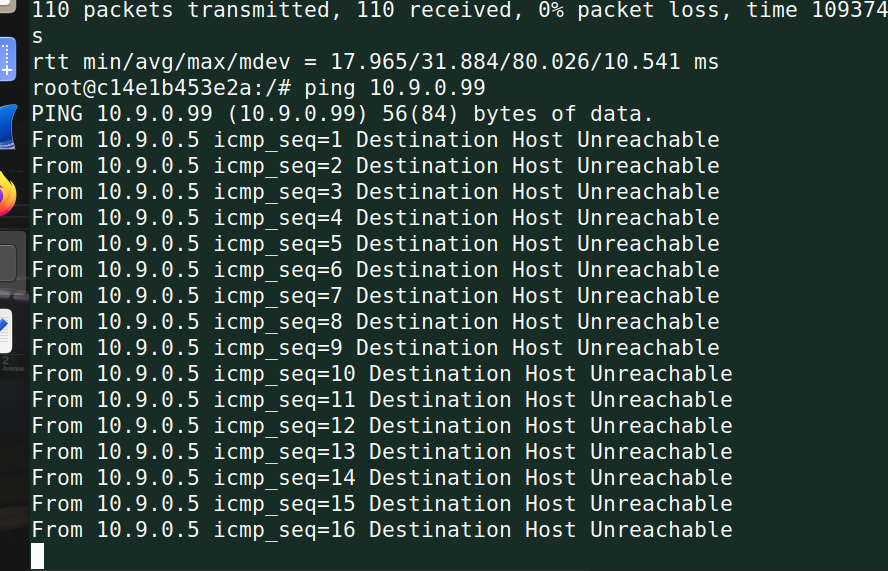 110 packets transmitted, 110 received, 0% packet loss, time 109374
s
rtt min/avg/max/mdev = 17.965/31.884/80.026/10.541 ms
root@c14e1b453e2a:/# ping 10.9.0.99
PING 10.9.0.99 (10.9.0.99) 56(84) bytes of data.
From 10.9.0.5 icmp_seq=1 Destination Host Unreachable
From 10.9.0.5 icmp_seq=2 Destination Host Unreachable
From 10.9.0.5 icmp_seq=3 Destination Host Unreachable
From 10.9.0.5 icmp_seq=4 Destination Host Unreachable
From 10.9.0.5 icmp_seq=5 Destination Host Unreachable
From 10.9.0.5 icmp_seq=6 Destination Host Unreachable
From 10.9.0.5 icmp_seq=7 Destination Host Unreachable
From 10.9.0.5 icmp_seq=8 Destination Host Unreachable
From 10.9.0.5 icmp_seq=9 Destination Host Unreachable
From 10.9.0.5 icmp_seq=10 Destination Host Unreachable
From 10.9.0.5 icmp_seq=11 Destination Host Unreachable
From 10.9.0.5 icmp_seq=12 Destination Host Unreachable
From 10.9.0.5 icmp_seq=13 Destination Host Unreachable
From 10.9.0.5 icmp_seq=14 Destination Host Unreachable
From 10.9.0.5 icmp_seq=15 Destination Host Unreachable
From 10.9.0.5 icmp_seq=16 Destination Host Unreachable